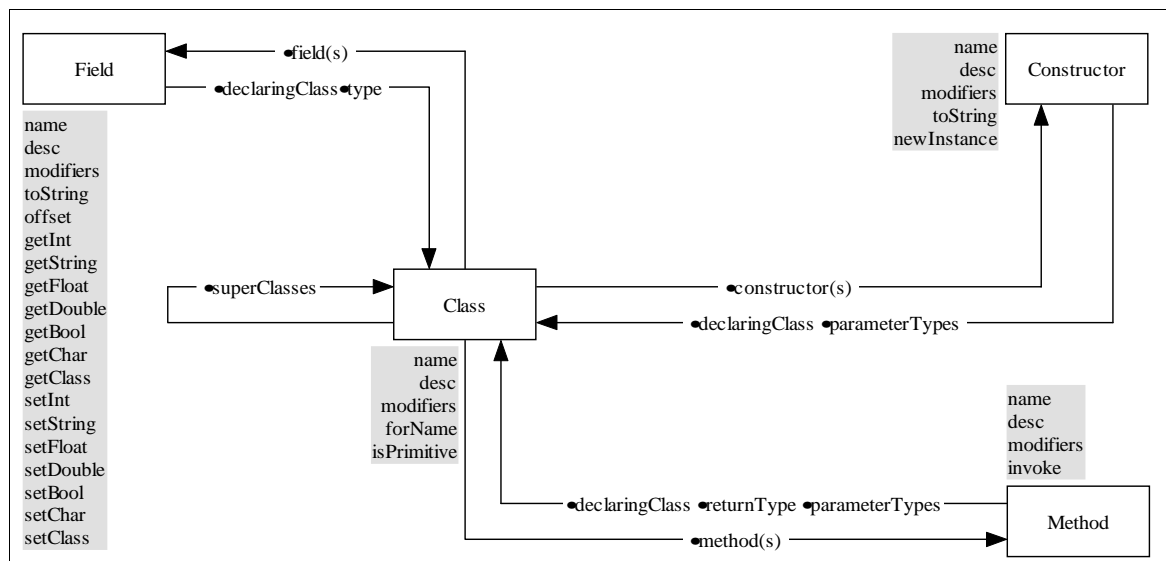 Field
•field(s)
•declaringClass •type
name
desc
modifiers
toString
offset
getInt
getString
getFloat
getDouble
getBool
getChar
getClass
setInt
setString
setFloat
setDouble
setBool
setChar
setClass
name
desc
modifiers
toString
newInstance
Constructor
•superClasses
Class
•constructor(s)
•declaringClass •parameterTypes
name
desc
modifiers
forName
isPrimitive
name
desc
modifiers
invoke
•declaringClass •returnType •parameterTypes
•method(s)
Method